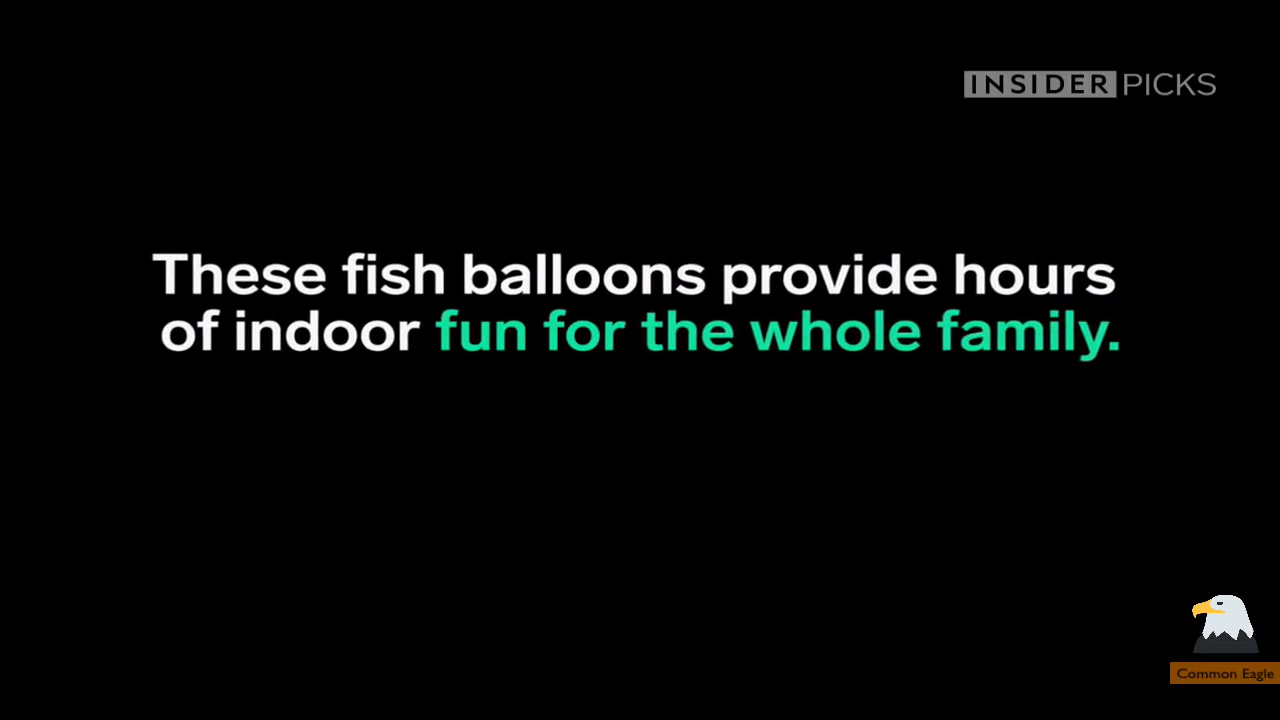 INSIDER PICKS
These fish balloons provide hours
of indoor fun for the whole family.
Common Eagle